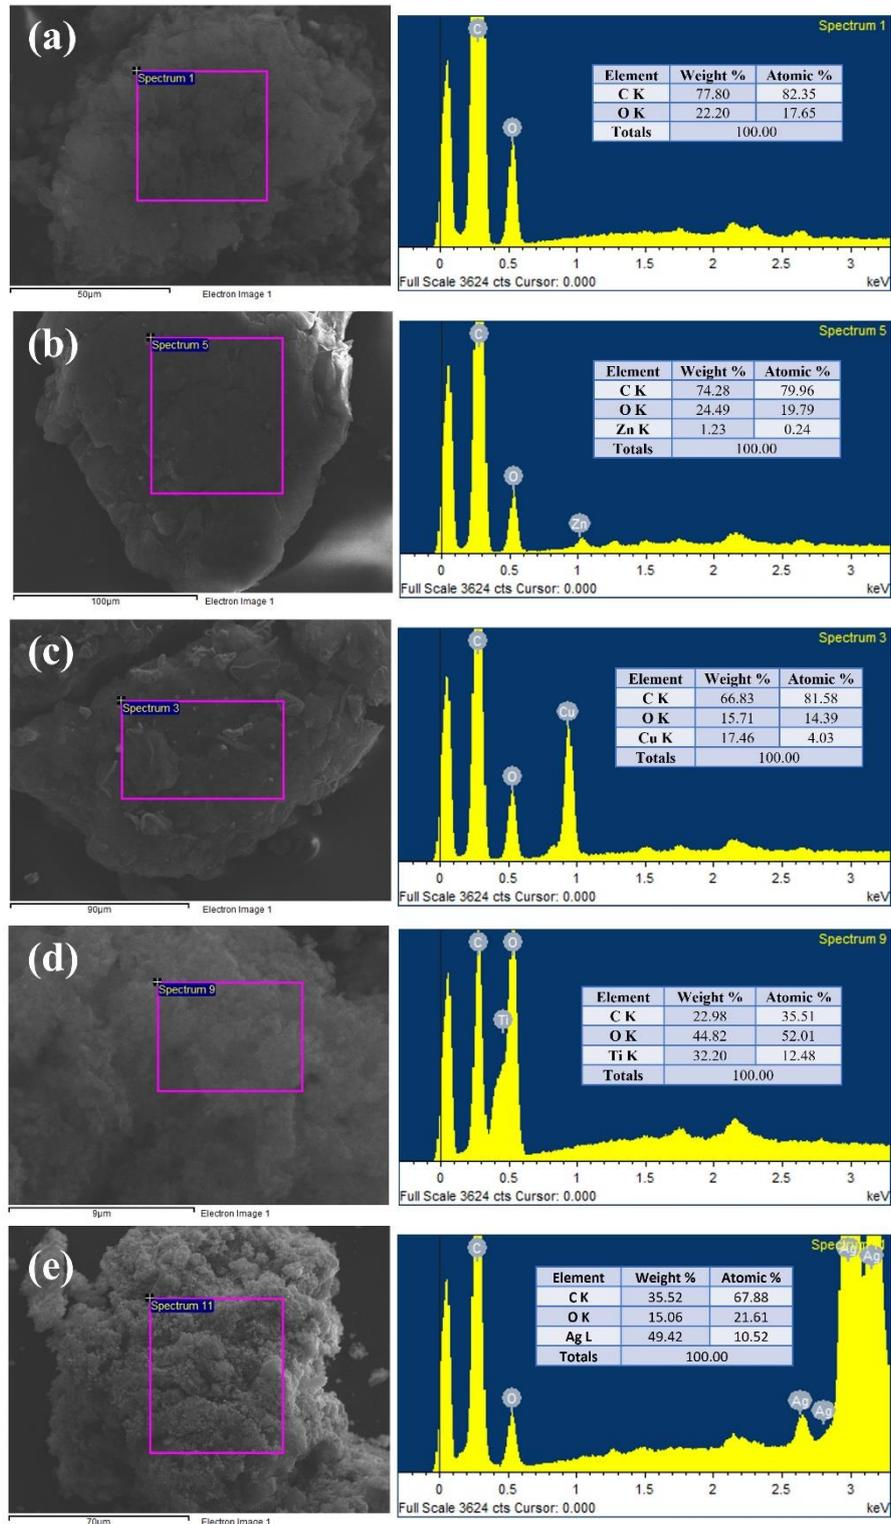 (a)
Spectrum 1
50µm
Electron Image 1
Spectrum 1
C
O
Element Weight % Atomic %
C K 77.80 82.35
O K 22.20 17.65
Totals 100.00
0 0.5 1 1.5 2 2.5 3
Full Scale 3624 cts Cursor: 0.000 keV
(b)
Spectrum 5
100µm
Electron Image 1
Spectrum 5
C
O
Zn
Element Weight % Atomic %
C K 74.28 79.96
O K 24.49 19.79
Zn K 1.23 0.24
Totals 100.00
0 0.5 1 1.5 2 2.5 3
Full Scale 3624 cts Cursor: 0.000 keV
(c)
Spectrum 3
90µm
Electron Image 1
Spectrum 3
C
O
Cu
Element Weight % Atomic %
C K 66.83 81.58
O K 15.71 14.39
Cu K 17.46 4.03
Totals 100.00
0 0.5 1 1.5 2 2.5 3
Full Scale 3624 cts Cursor: 0.000 keV
(d)
Spectrum 9
9µm
Electron Image 1
Spectrum 9
C
O
Ti
Element Weight % Atomic %
C K 22.98 35.51
O K 44.82 52.01
Ti K 32.20 12.48
Totals 100.00
0 0.5 1 1.5 2 2.5 3
Full Scale 3624 cts Cursor: 0.000 keV
(e)
Spectrum 11
70µm
Electron Image 1
C
O
Ag
Ag
Ag
Ag
Element Weight % Atomic %
C K 35.52 67.88
O K 15.06 21.61
Ag L 49.42 10.52
Totals 100.00
0 0.5 1 1.5 2 2.5 3
Full Scale 3624 cts Cursor: 0.000 keV